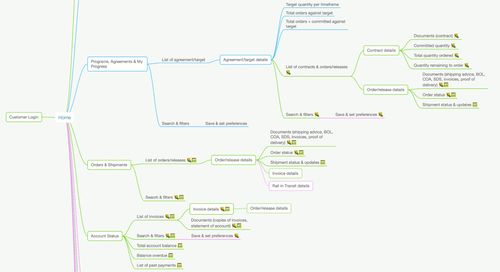 Customer Login
Home
Programs, Agreements & My
Progress
List of agreement/target
Agreement/target details
Target quantity per timeframe
Total orders against target
Total orders + committed against
target
List of contracts & orders/releases
Contract details
Documents (contract)
Committed quantity
Total quantity ordered
Quantity remaining to order
Order/release details
Documents (shipping advice, BOL,
COA, SDS, invoices, proof of
delivery)
Order status
Shipment status & updates
Search & filters
Save & set preferences
Search & filters
Save & set preferences
Orders & Shipments
List of orders/releases
Order/release details
Documents (shipping advice, BOL,
COA, SDS, invoices, proof of
delivery)
Order status
Shipment status & updates
Invoice details
Rail in Transit details
Search & filters
Account Status
List of invoices
Invoice details
Order/release details
Documents (copies of invoices,
statement of account)
Search & filters
Save & set preferences
Total account balance
Balance overdue
List of past payments